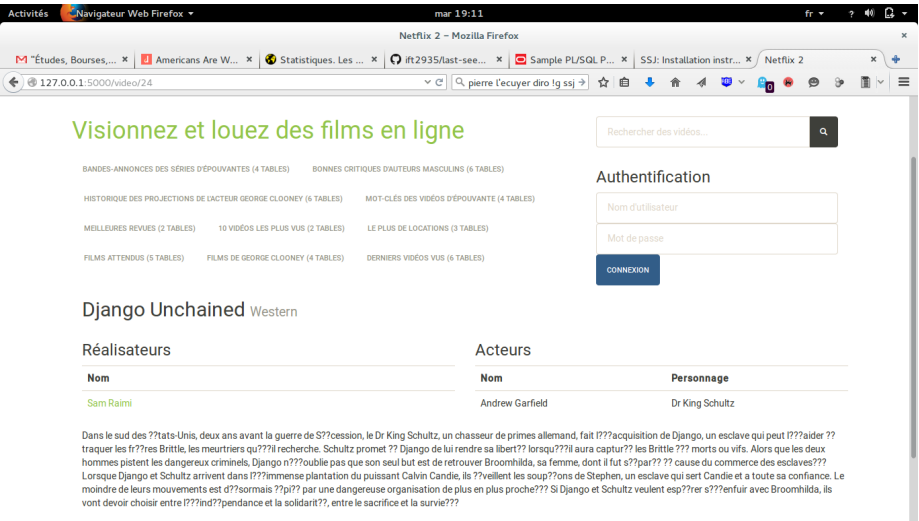 Activités Navigateur Web Firefox mar 19:11 fr ?
Netflix 2 – Mozilla Firefox
"Études, Bourses,... Americans Are W... Statistiques. Les ... ift2935/last-see... Sample PL/SQL P... SSJ: Installation instr... Netflix 2
127.0.0.1:5000/video/24 pierre l'ecuyer diro !g ssj 0
Visionnez et louez des films en ligne
Rechercher des vidéos...
BANDES-ANNONCES DES SÉRIES D'ÉPOUVANTES (4 TABLES) BONNES CRITIQUES D'AUTEURS MASCULINS (6 TABLES)
HISTORIQUE DES PROJECTIONS DE L'ACTEUR GEORGE CLOONEY (6 TABLES) MOT-CLÉS DES VIDÉOS D'ÉPOUVANTE (4 TABLES)
MEILLEURES REVUES (2 TABLES) 10 VIDÉOS LES PLUS VUS (2 TABLES) LE PLUS DE LOCATIONS (3 TABLES)
FILMS ATTENDUS (5 TABLES) FILMS DE GEORGE CLOONEY (4 TABLES) DERNIERS VIDÉOS VUS (6 TABLES)
Authentification
Nom d'utilisateur
Mot de passe
CONNEXION
Django Unchained Western
Réalisateurs
Nom
Sam Raimi
Acteurs
Nom Personnage
Andrew Garfield Dr King Schultz
Dans le sud des ??tats-Unis, deux ans avant la guerre de S??cession, le Dr King Schultz, un chasseur de primes allemand, fait l???acquisition de Django, un esclave qui peut l???aider ??
traquer les fr??res Brittle, les meurtriers qu???il recherche. Schultz promet ?? Django de lui rendre sa libert?? lorsqu???il aura captur?? les Brittle ??? morts ou vifs. Alors que les deux
hommes pistent les dangereux criminels, Django n???oublie pas que son seul but est de retrouver Broomhilda, sa femme, dont il fut s??par?? ?? cause du commerce des esclaves???
Lorsque Django et Schultz arrivent dans l???immense plantation du puissant Calvin Candie, ils ??veillent les soup??ons de Stephen, un esclave qui sert Candie et a toute sa confiance. Le
moindre de leurs mouvements est d??sormais ??pi?? par une dangereuse organisation de plus en plus proche??? Si Django et Schultz veulent esp??rer s???enfuir avec Broomhilda, ils
vont devoir choisir entre l???ind??pendance et la solidarit??, entre le sacrifice et la survie???